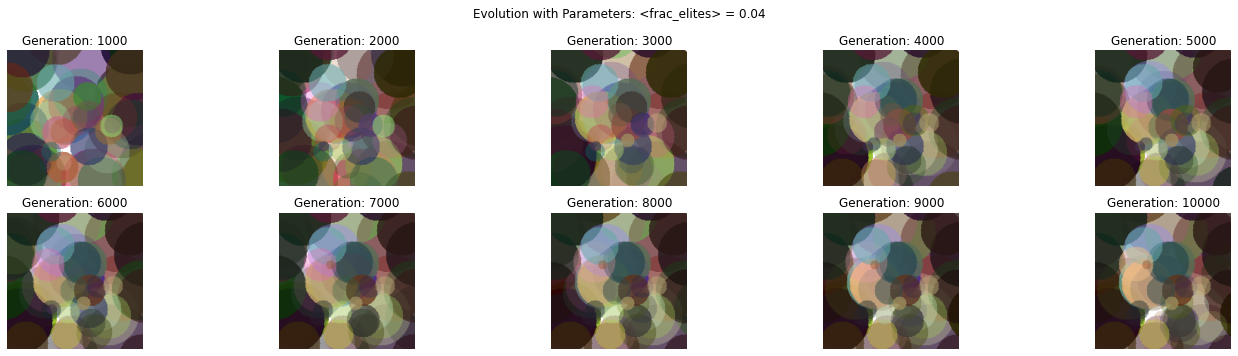 Evolution with Parameters: <frac_elites> = 0.04
Generation: 1000
Generation: 2000
Generation: 3000
Generation: 4000
Generation: 5000
Generation: 6000
Generation: 7000
Generation: 8000
Generation: 9000
Generation: 10000